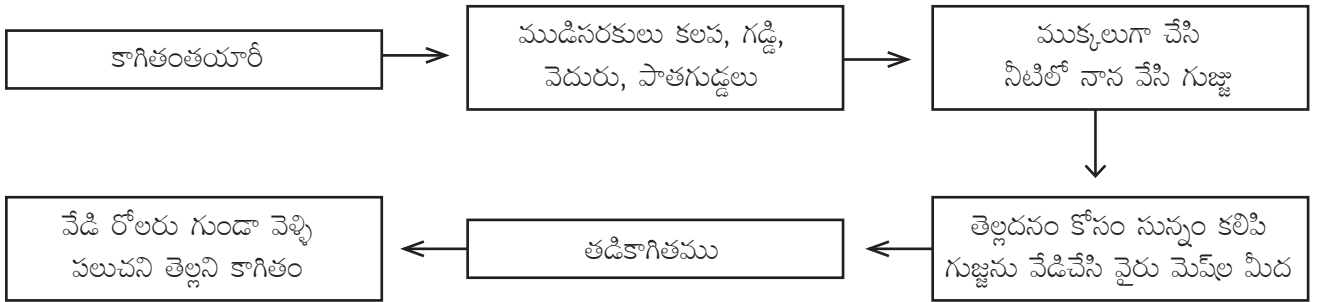 కాగితంతయారీ
ముడిసరకులు కలప, గడ్డి,
వెదురు, పాతగుడ్డలు
ముక్కలుగా చేసి
నీటిలో నాన వేసి గుజ్జు
తెల్లదనం కోసం సున్నం కలిపి
గుజ్జును వేడిచేసి వైరు మెష్‌ల మీద
తడికాగితము
వేడి రోలరు గుండా వెళ్ళి
పలుచని తెల్లని కాగితం